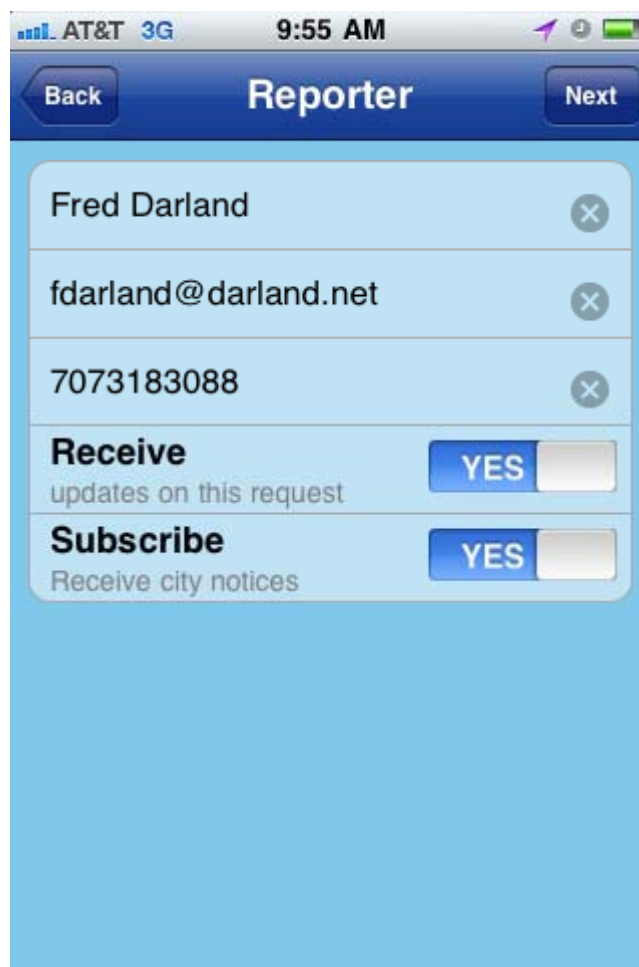 AT&T 3G 9:55 AM
Back Reporter Next
Fred Darland
fdarland@darland.net
7073183088
Receive YES
updates on this request
Subscribe YES
Receive city notices